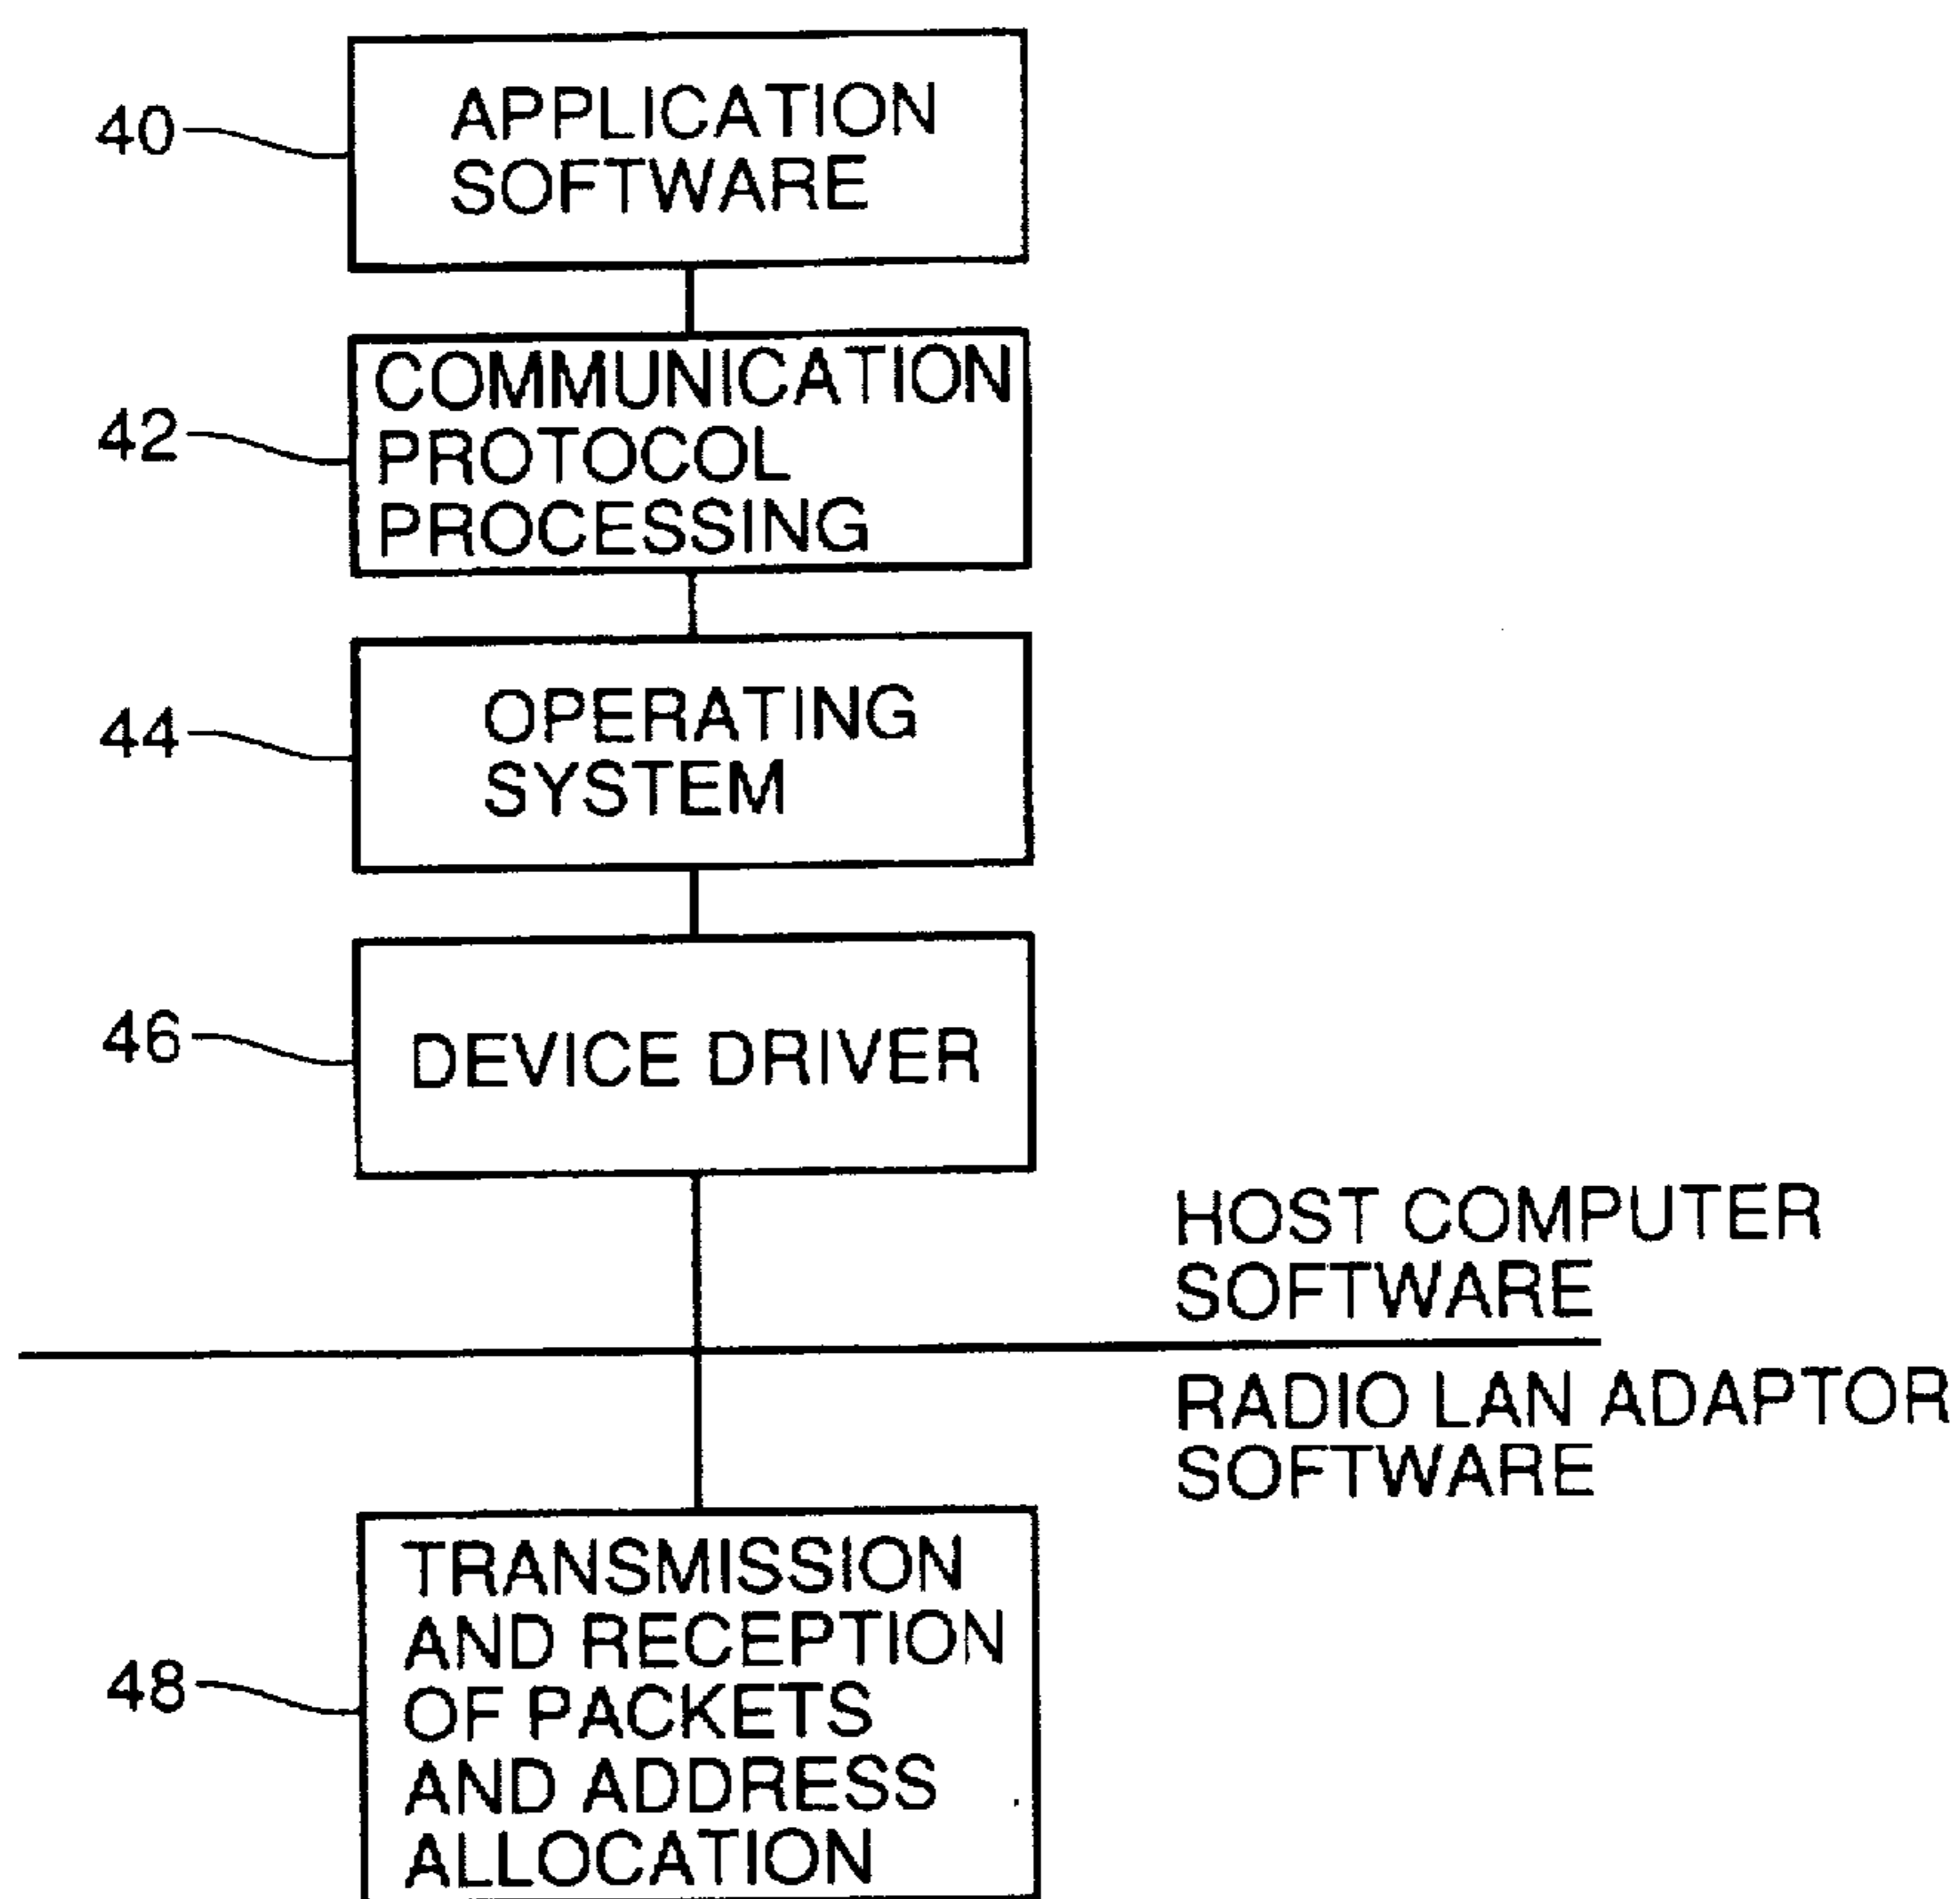 40
APPLICATION
SOFTWARE
42
COMMUNICATION
PROTOCOL
PROCESSING
44
OPERATING
SYSTEM
46
DEVICE DRIVER
HOST COMPUTER
SOFTWARE
RADIO LAN ADAPTOR
SOFTWARE
48
TRANSMISSION
AND RECEPTION
OF PACKETS
AND ADDRESS
ALLOCATION